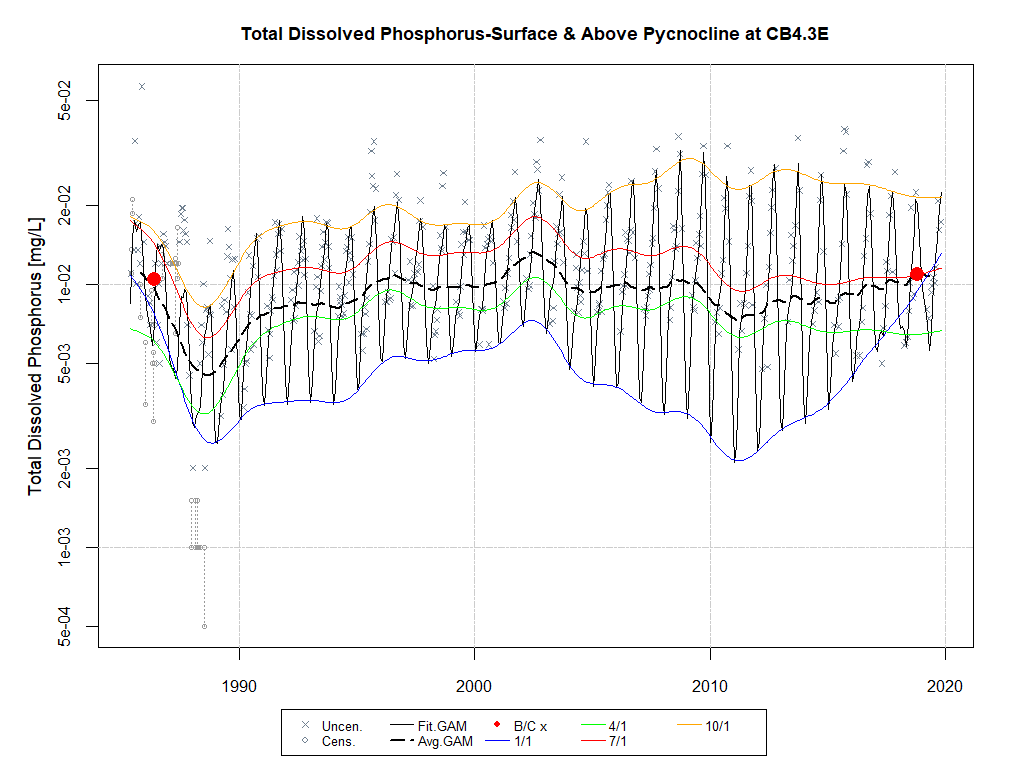 Total Dissolved Phosphorus-Surface & Above Pycnocline at CB4.3E
Total Dissolved Phosphorus [mg/L]
5e-02
2e-02
1e-02
5e-03
2e-03
1e-03
5e-04
1990 2000 2010 2020
Uncen. Fit.GAM B/C x 4/1 10/1
Cens. Avg.GAM 1/1 7/1